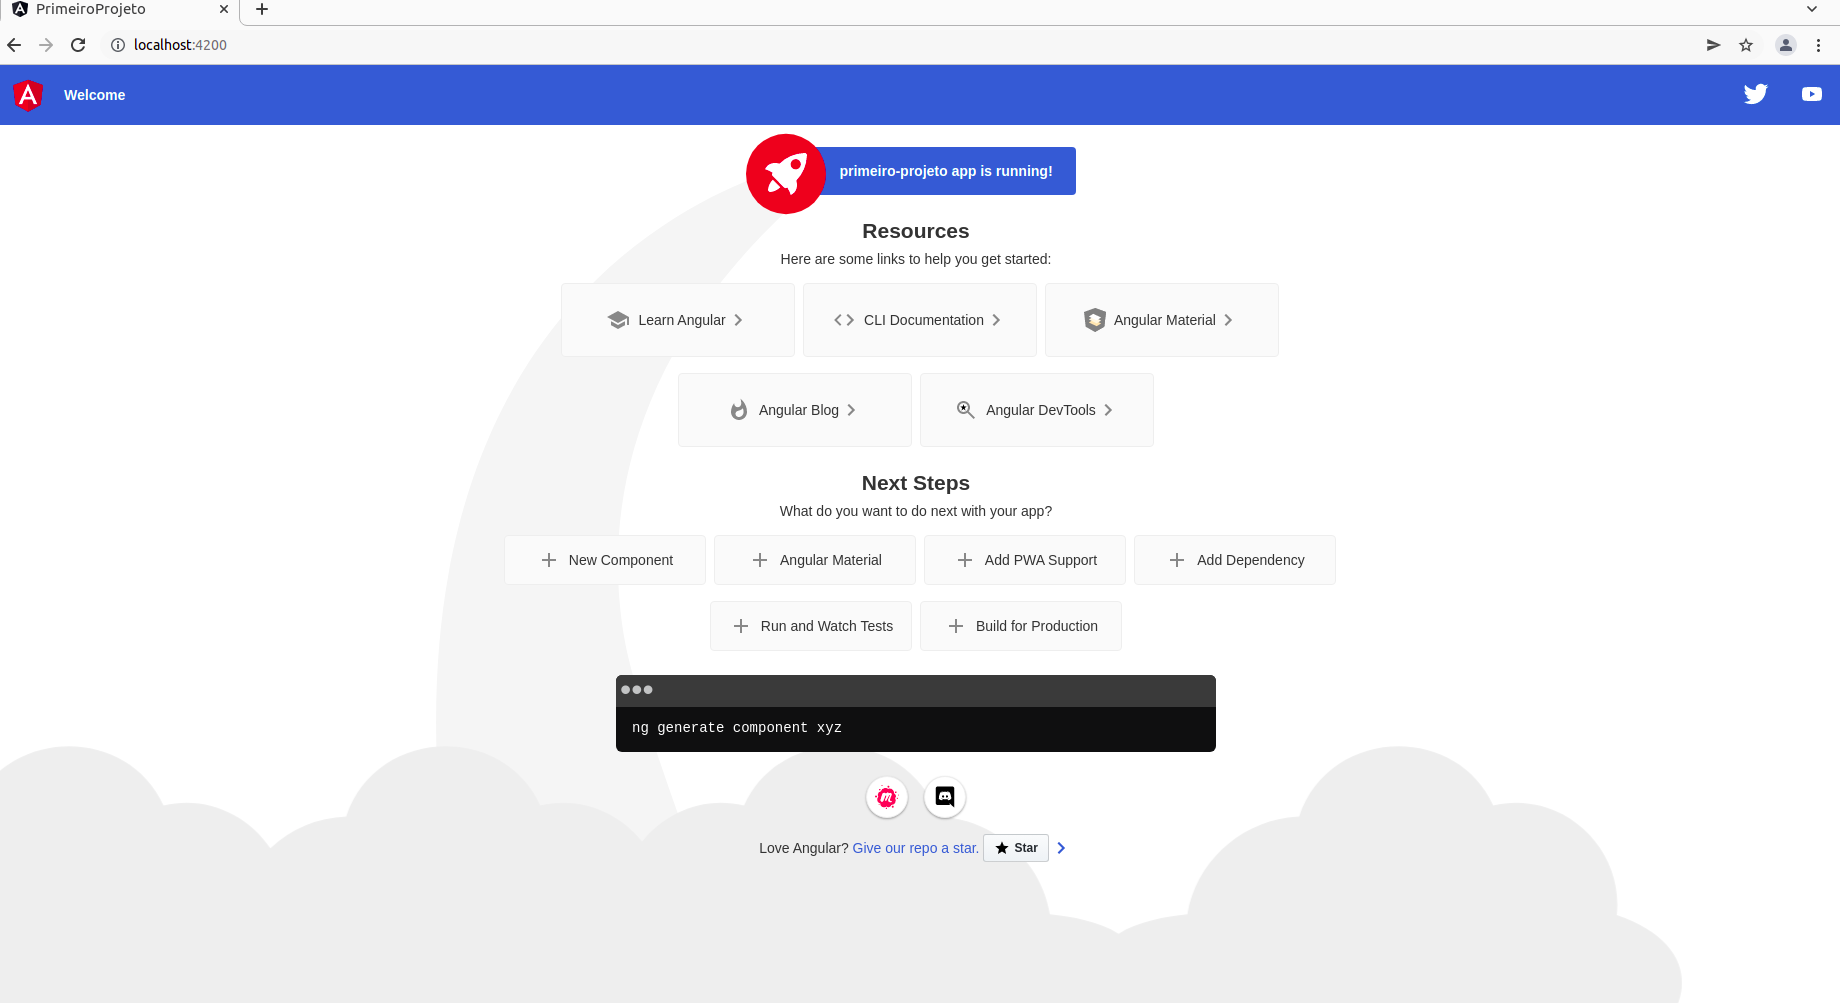 PrimeiroProjeto
localhost:4200
Welcome
primeiro-projeto app is running!
Resources
Here are some links to help you get started:
Learn Angular
CLI Documentation
Angular Material
Angular Blog
Angular DevTools
Next Steps
What do you want to do next with your app?
New Component
Angular Material
Add PWA Support
Add Dependency
Run and Watch Tests
Build for Production
ng generate component xyz
Love Angular? Give our repo a star. Star